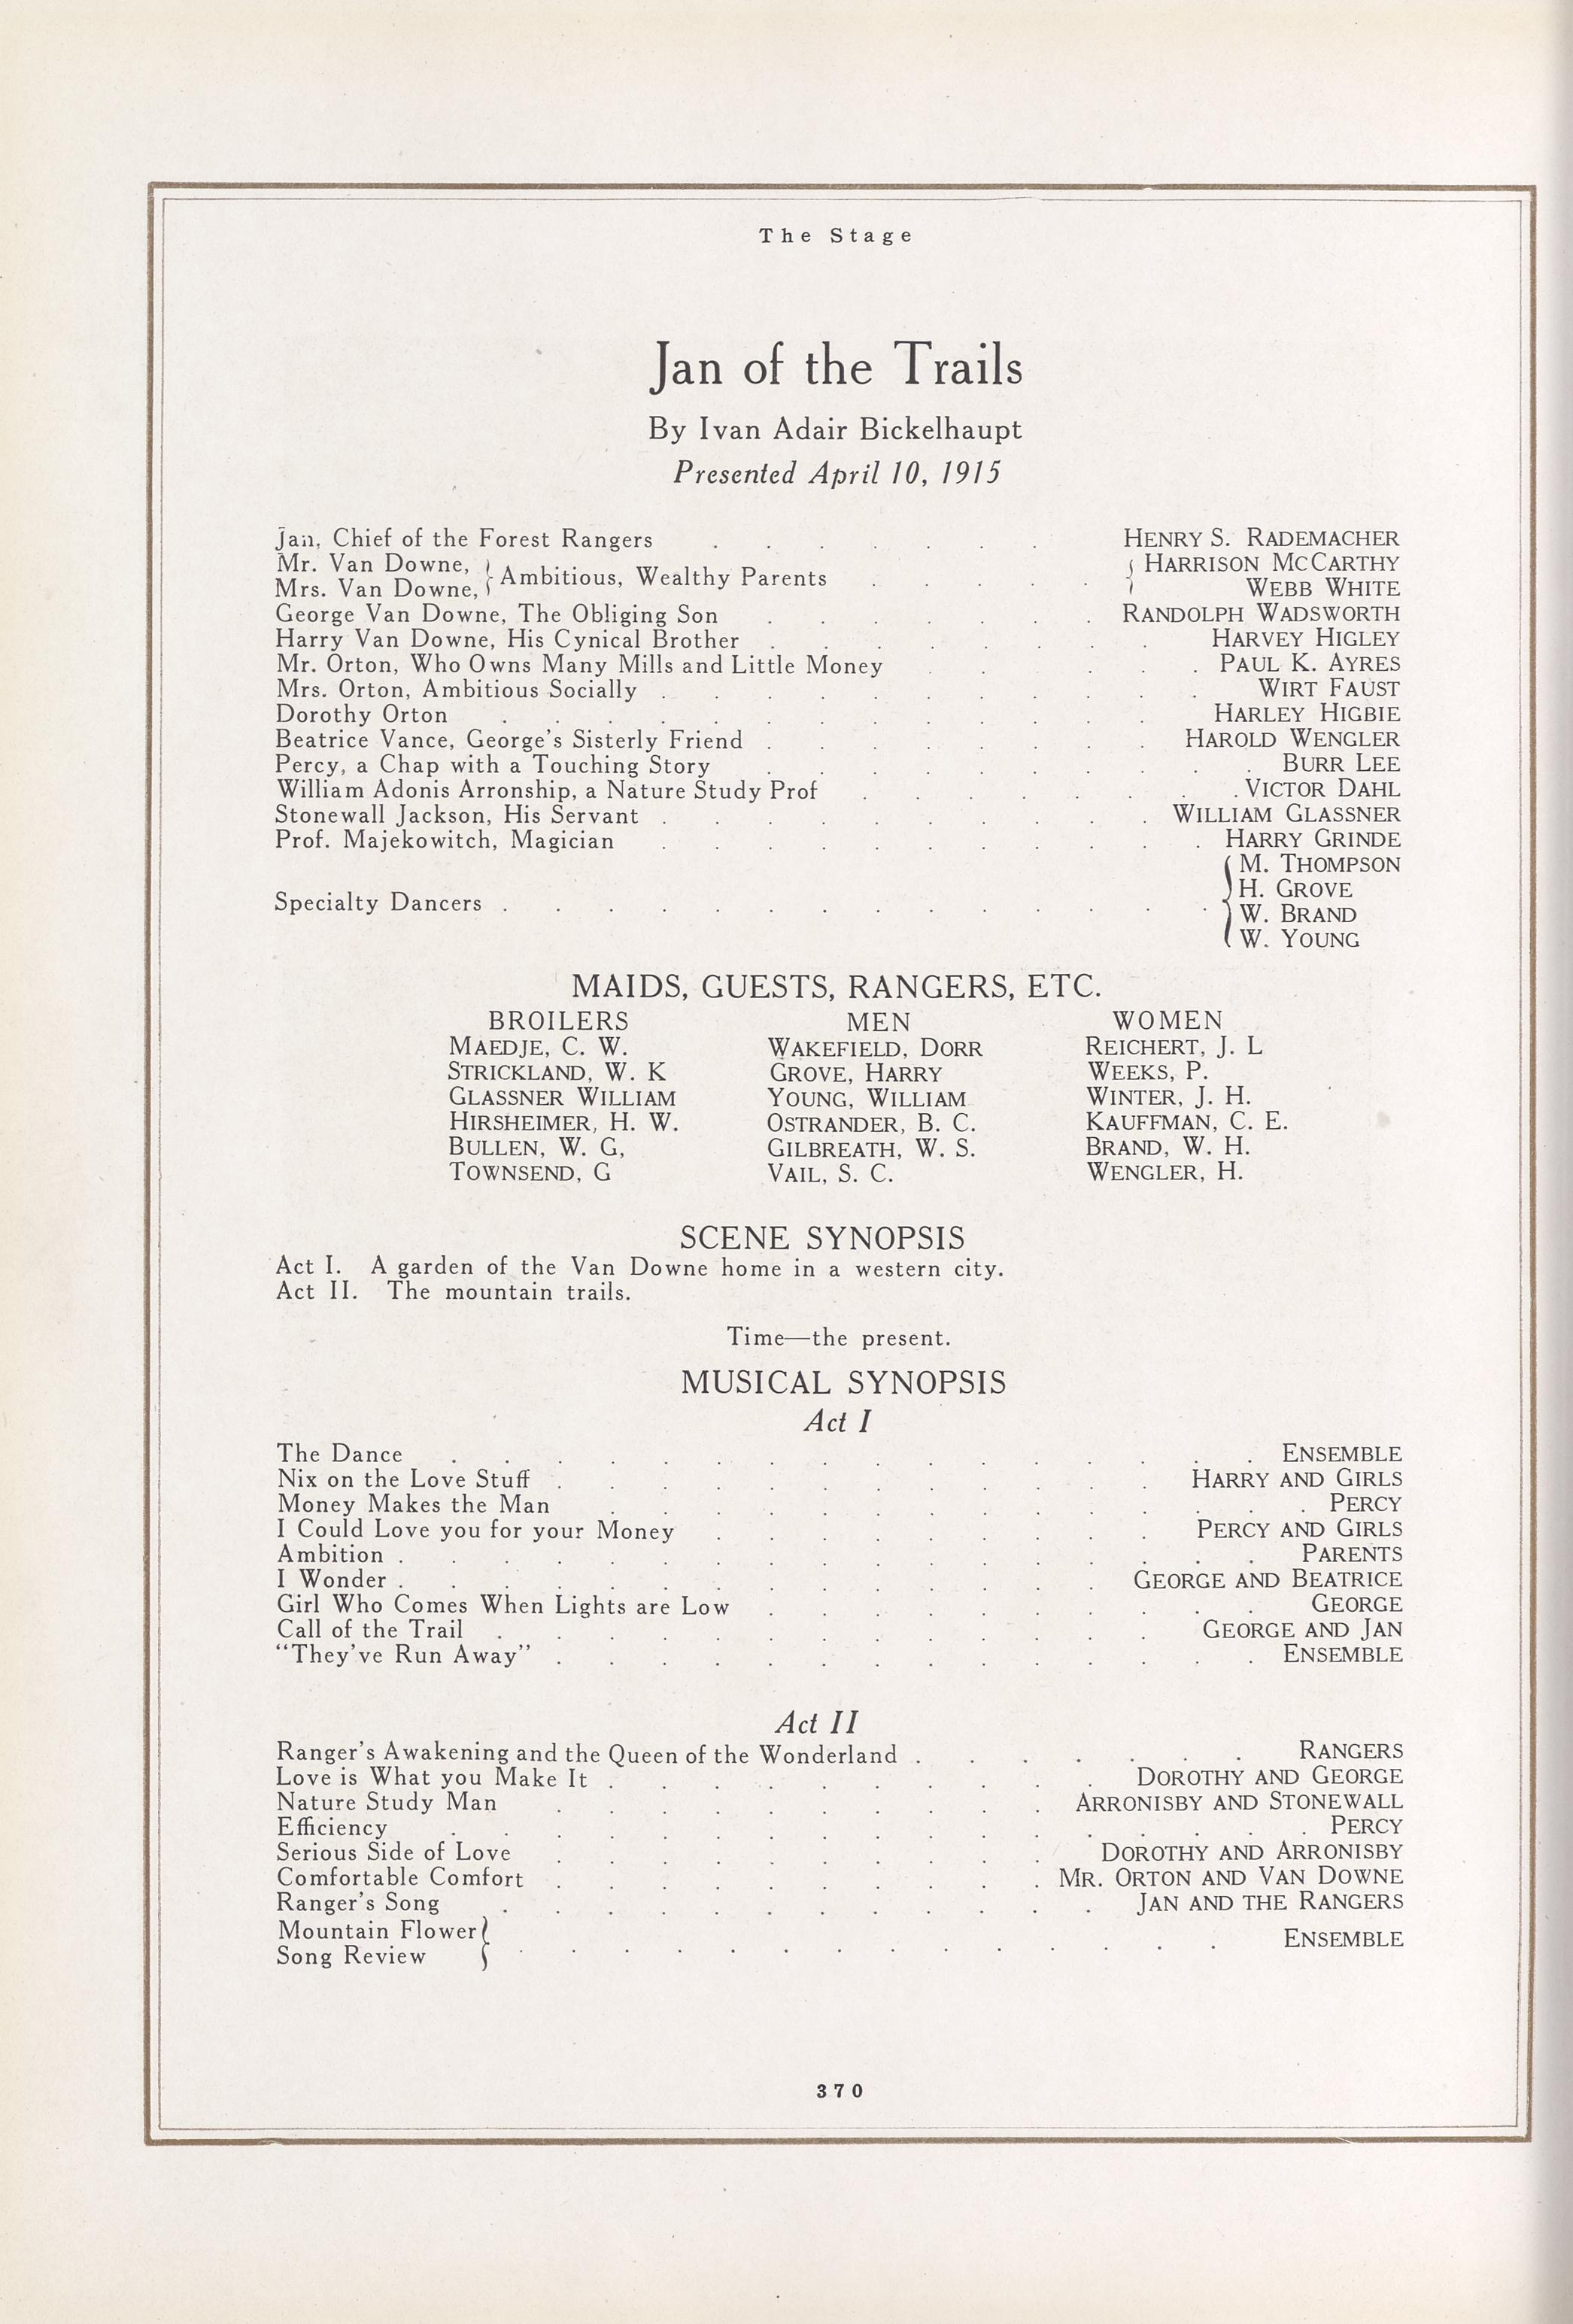 The Stage
Jan of the Trails
By Ivan Adair Bickelhaupt
Presented April 10, 1915
Jan, Chief of the Forest Rangers . . . . . . . HENRY S. RADEMACHER
Mr. Van Downe, } Ambitious, Wealthy Parents . . . . . { HARRISON MCCARTHY
Mrs. Van Downe, } WEBB WHITE
George Van Downe, The Obliging Son . . . . . . . RANDOLPH WADSWORTH
Harry Van Downe, His Cynical Brother . . . . . . . . HARVEY HIGLEY
Mr. Orton, Who Owns Many Mills and Little Money . . . . . PAUL K. AYRES
Mrs. Orton, Ambitious Socially . . . . . . . . . . . WIRT FAUST
Dorothy Orton . . . . . . . . . . . . . HARLEY HIGBIE
Beatrice Vance, George's Sisterly Friend . . . . . . . . HAROLD WENGLER
Percy, a Chap with a Touching Story . . . . . . . . . . BURR LEE
William Adonis Arronship, a Nature Study Prof . . . . . . . . VICTOR DAHL
Stonewall Jackson, His Servant . . . . . . . . . . WILLIAM GLASSNER
Prof. Majekowitch, Magician . . . . . . . . . . . HARRY GRINDE
Specialty Dancers . . . . . . . . . . . . . . { M. THOMPSON
H. GROVE
W. BRAND
W. YOUNG
MAIDS, GUESTS, RANGERS, ETC.
BROILERS MEN WOMEN
MAEDJE, C. W. WAKEFIELD, DORR REICHERT, J. L
STRICKLAND, W. K GROVE, HARRY WEEKS, P.
GLASSNER WILLIAM YOUNG, WILLIAM WINTER, J. H.
HIRSHEIMER, H. W. OSTRANDER, B. C. KAUFFMAN, C. E.
BULLEN, W. G, GILBREATH, W. S. BRAND, W. H.
TOWNSEND, G VAIL, S. C. WENGLER, H.
SCENE SYNOPSIS
Act I. A garden of the Van Downe home in a western city.
Act II. The mountain trails.
Time—the present.
MUSICAL SYNOPSIS
Act I
The Dance . . . . . . . . . . . . . . . . ENSEMBLE
Nix on the Love Stuff . . . . . . . . . . . . HARRY AND GIRLS
Money Makes the Man . . . . . . . . . . . . . . PERCY
I Could Love you for your Money . . . . . . . . . PERCY AND GIRLS
Ambition . . . . . . . . . . . . . . . . . PARENTS
I Wonder . . . . . . . . . . . . . . GEORGE AND BEATRICE
Girl Who Comes When Lights are Low . . . . . . . . . . GEORGE
Call of the Trail . . . . . . . . . . . . . GEORGE AND JAN
"They've Run Away" . . . . . . . . . . . . . . ENSEMBLE
Act II
Ranger's Awakening and the Queen of the Wonderland . . . . . . . RANGERS
Love is What you Make It . . . . . . . . . . DOROTHY AND GEORGE
Nature Study Man . . . . . . . . . . ARRONISBY AND STONEWALL
Efficiency . . . . . . . . . . . . . . . . . PERCY
Serious Side of Love . . . . . . . . . . DOROTHY AND ARRONISBY
Comfortable Comfort . . . . . . . . . . MR. ORTON AND VAN DOWNE
Ranger's Song . . . . . . . . . . . . JAN AND THE RANGERS
Mountain Flower } . . . . . . . . . . . . . . ENSEMBLE
Song Review }
370